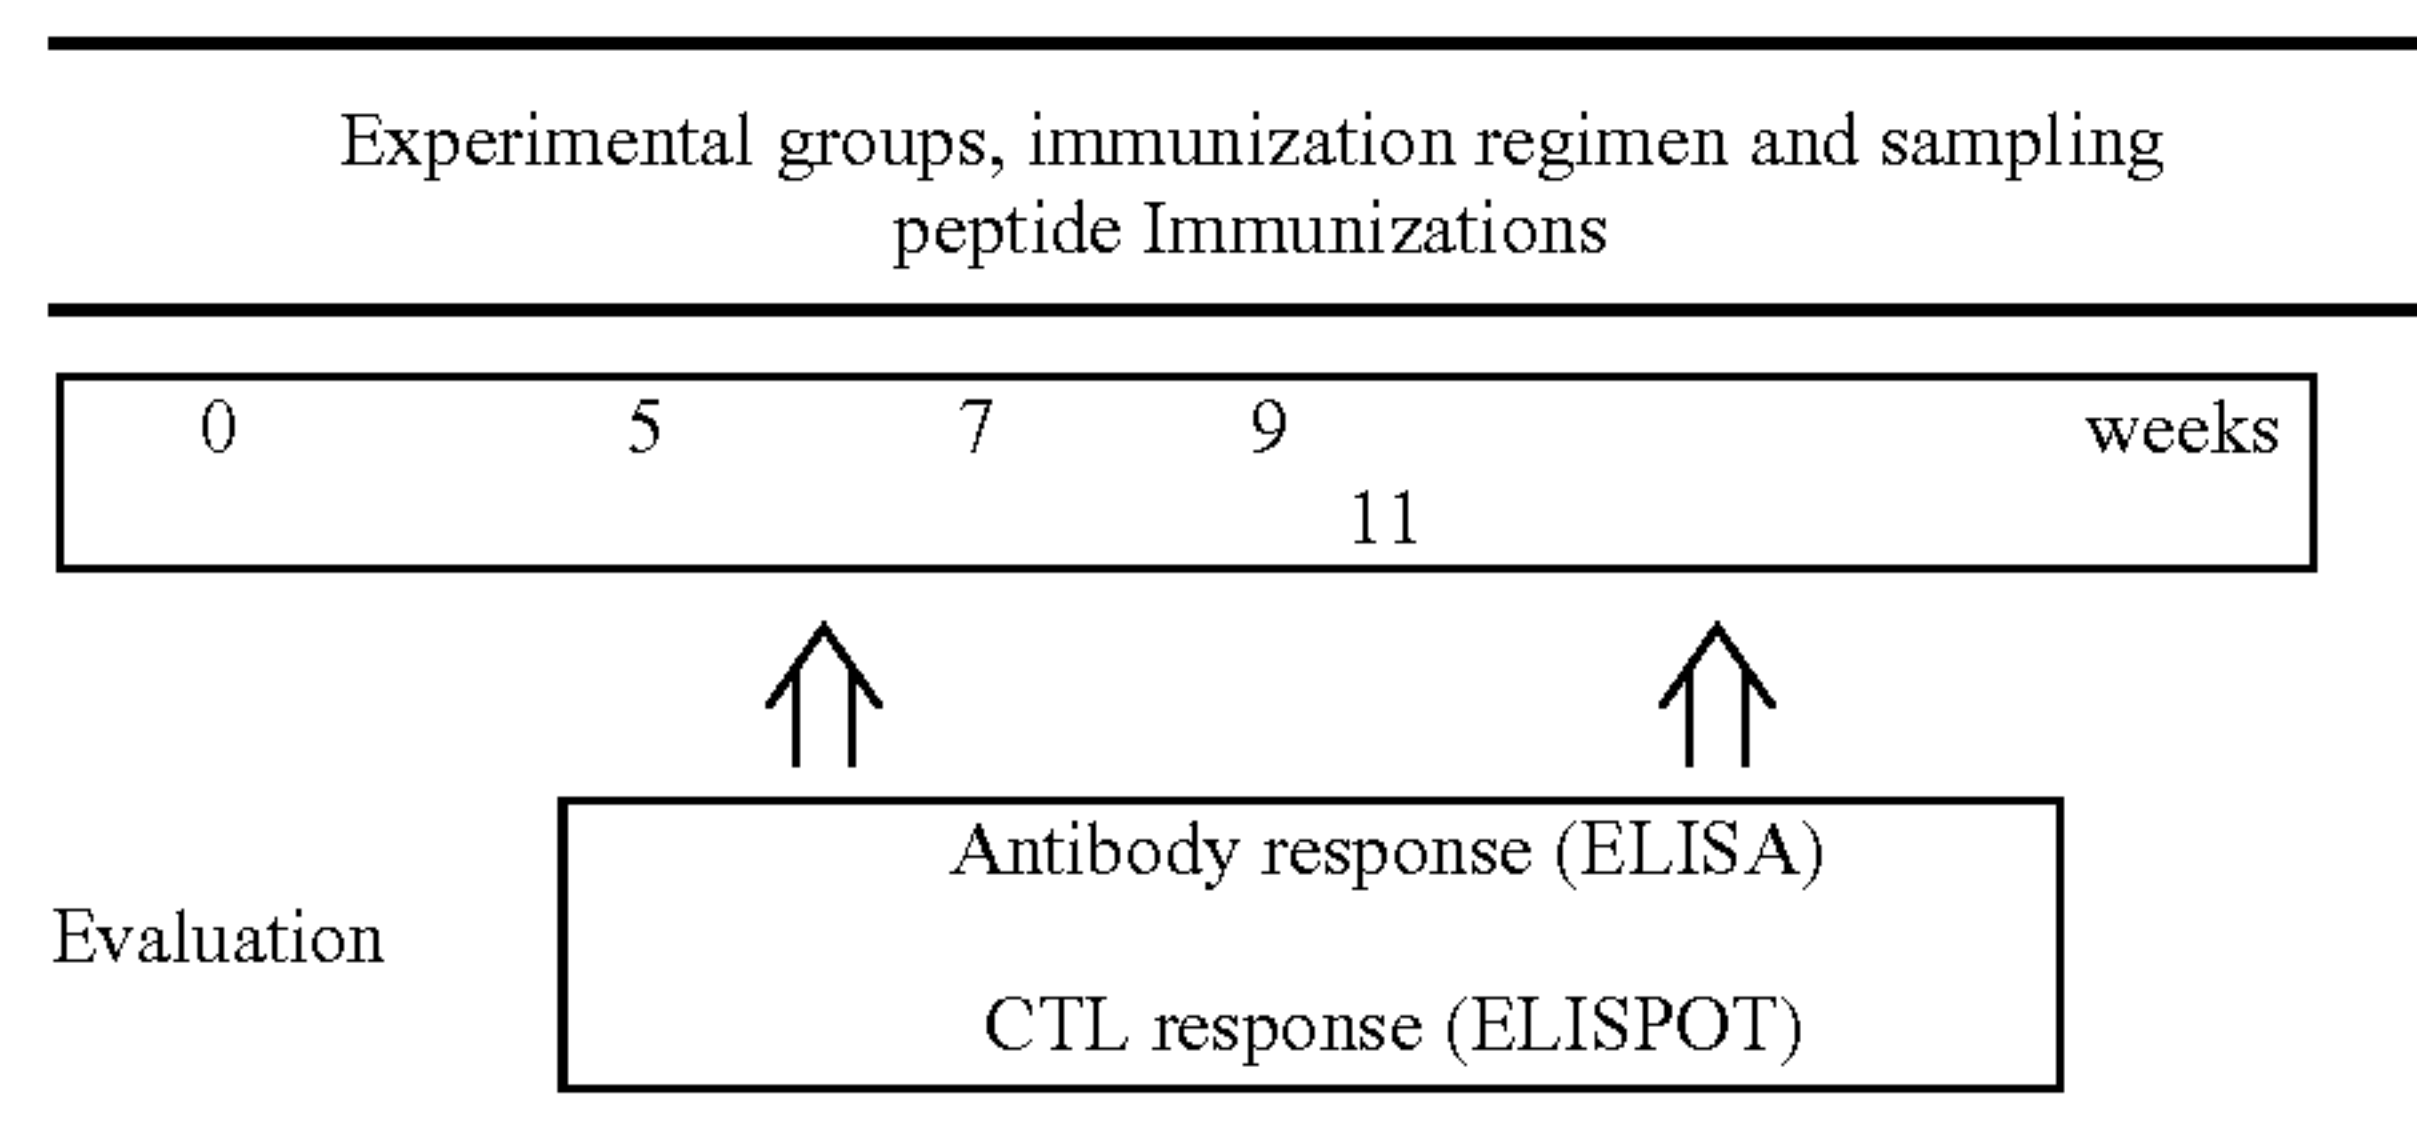 Experimental groups, immunization regimen and sampling
peptide Immunizations
0 5 7 9 weeks
11
Antibody response (ELISA)
Evaluation
CTL response (ELISPOT)